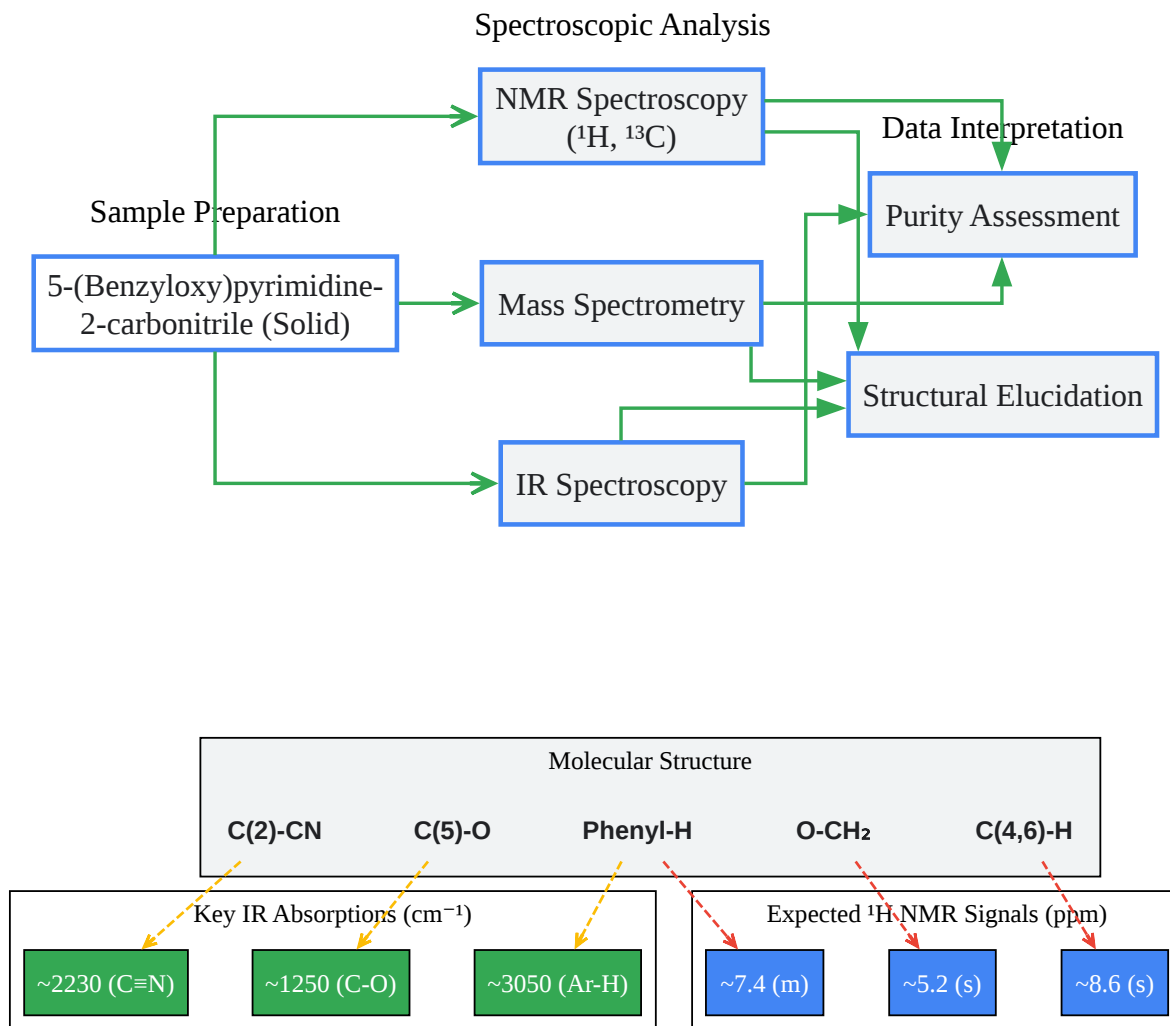 Spectroscopic Analysis
NMR Spectroscopy
(¹H, ¹³C)
Data Interpretation
Sample Preparation
Purity Assessment
5-(Benzyloxy)pyrimidine-
2-carbonitrile (Solid)
Mass Spectrometry
Structural Elucidation
IR Spectroscopy
Molecular Structure
C(2)-CN
C(5)-O
Phenyl-H
O-CH₂
C(4,6)-H
Key IR Absorptions (cm⁻¹)
Expected ¹H NMR Signals (ppm)
~2230 (C≡N)
~1250 (C-O)
~3050 (Ar-H)
~7.4 (m)
~5.2 (s)
~8.6 (s)